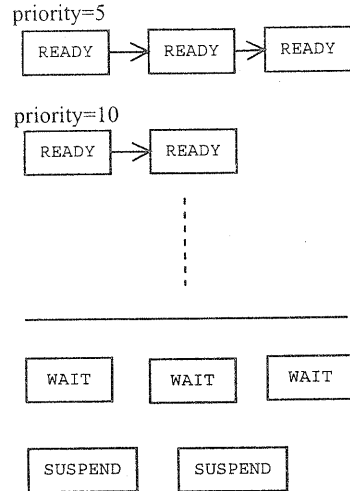 priority=5
READY READY READY
priority=10
READY READY
WAIT WAIT WAIT
SUSPEND SUSPEND